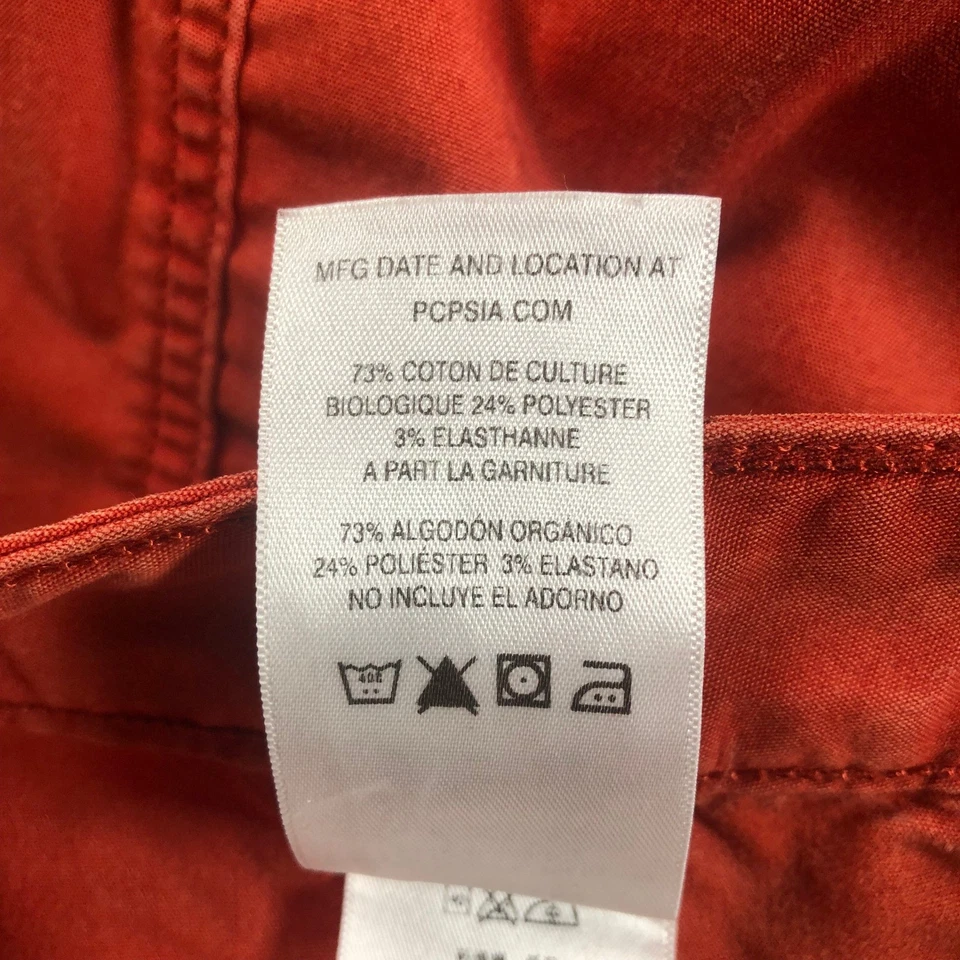 MFG DATE AND LOCATION AT
PCPSIA.COM
73% COTON DE CULTURE
BIOLOGIQUE 24% POLYESTER
3% ELASTHANNE
A PART LA GARNITURE
73% ALGODÓN ORGÁNICO
24% POLIÉSTER 3% ELASTANO
NO INCLUYE EL ADORNO